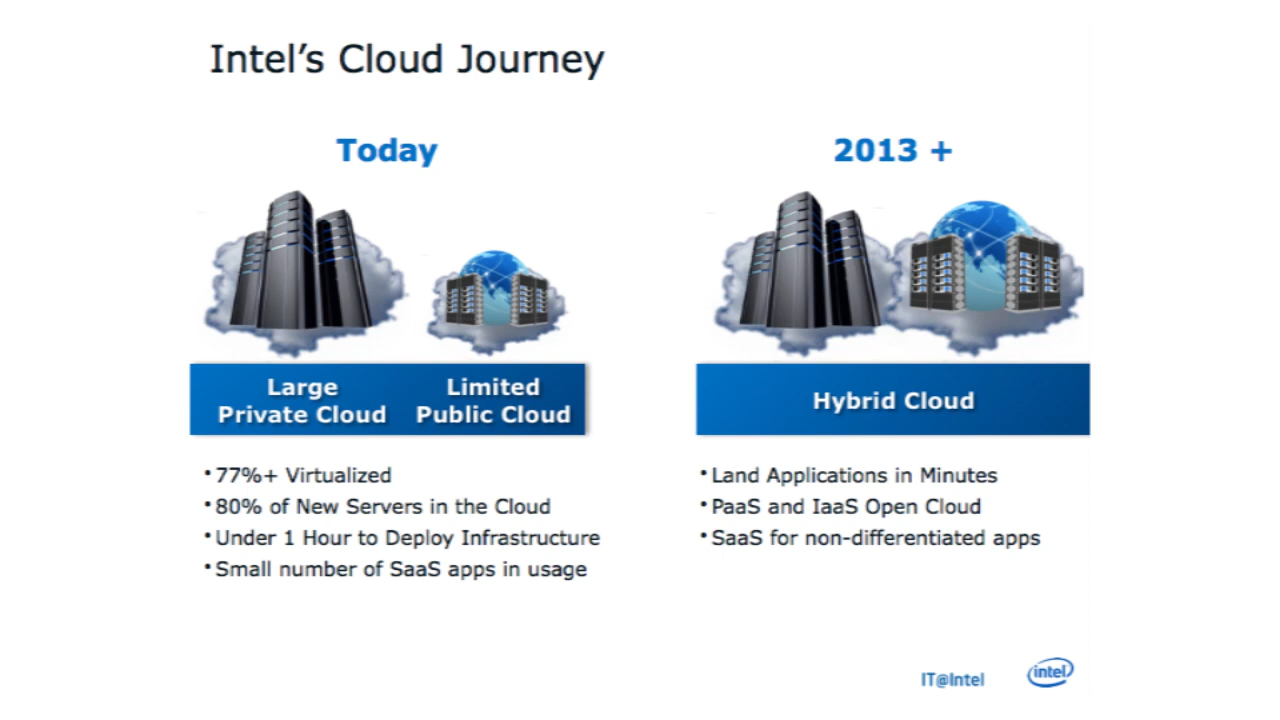 Intel’s Cloud Journey
Today
Large
Private Cloud
Limited
Public Cloud
•77%+ Virtualized
•80% of New Servers in the Cloud
•Under 1 Hour to Deploy Infrastructure
•Small number of SaaS apps in usage
2013 +
Hybrid Cloud
•Land Applications in Minutes
•PaaS and IaaS Open Cloud
•SaaS for non-differentiated apps
IT@Intel
intel